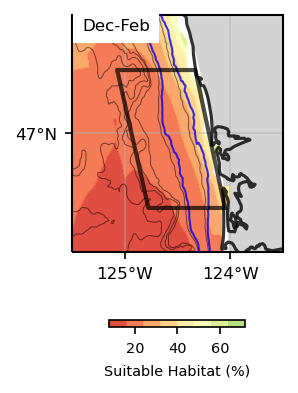 Dec-Feb
47°N
125°W 124°W
20 40 60
Suitable Habitat (%)